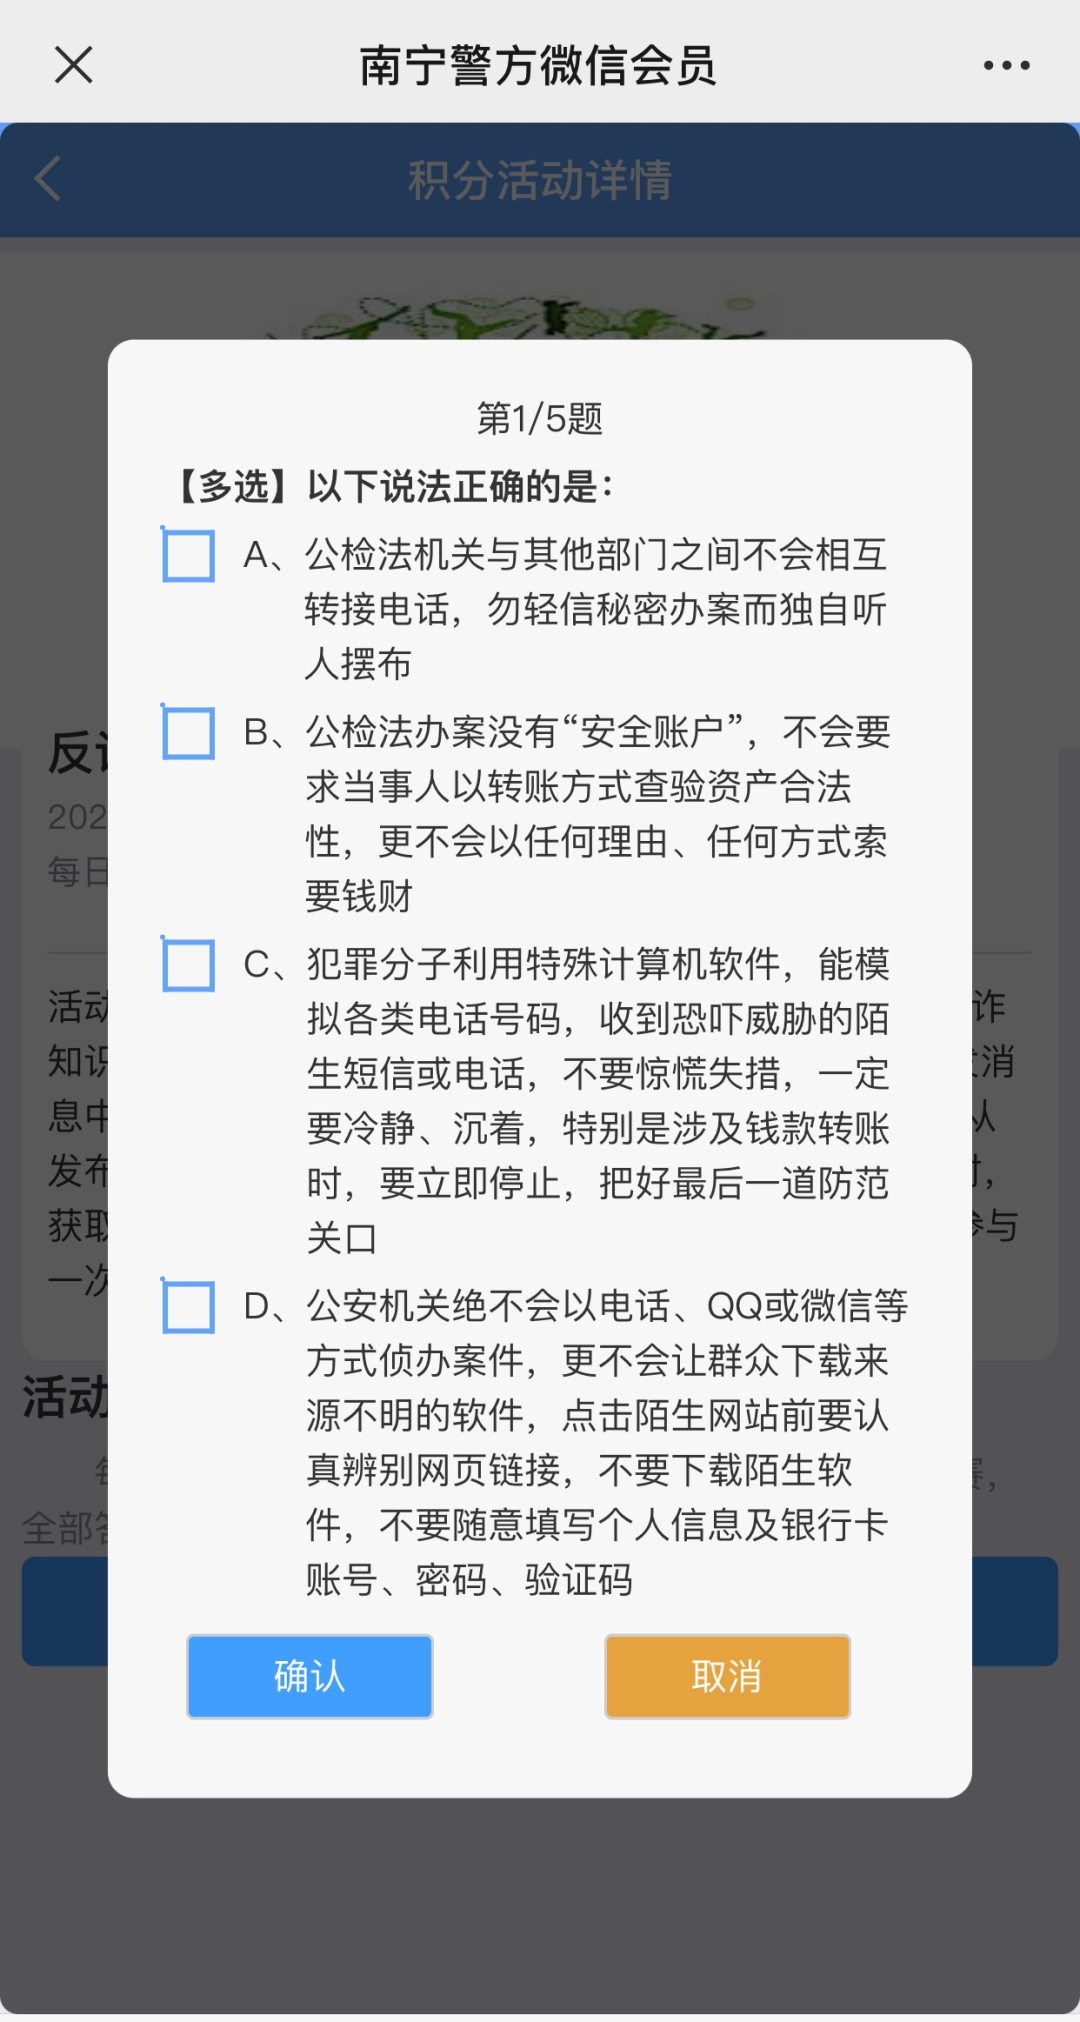 南宁警方微信会员
积分活动详情
第1/5题
【多选】以下说法正确的是：
A、公检法机关与其他部门之间不会相互
转接电话，勿轻信秘密办案而独自听
人摆布
B、公检法办案没有“安全账户”，不会要
求当事人以转账方式查验资产合法
性，更不会以任何理由、任何方式索
要钱财
C、犯罪分子利用特殊计算机软件，能模
拟各类电话号码，收到恐吓威胁的陌
生短信或电话，不要惊慌失措，一定
要冷静、沉着，特别是涉及钱款转账
时，要立即停止，把好最后一道防范
关口
D、公安机关绝不会以电话、QQ或微信等
方式侦办案件，更不会让群众下载来
源不明的软件，点击陌生网站前要认
真辨别网页链接，不要下载陌生软
件，不要随意填写个人信息及银行卡
账号、密码、验证码
确认 取消
反
202
每日
活动 诈
知识 消
息中 从
发布
获取 参与
一次
活动
全部